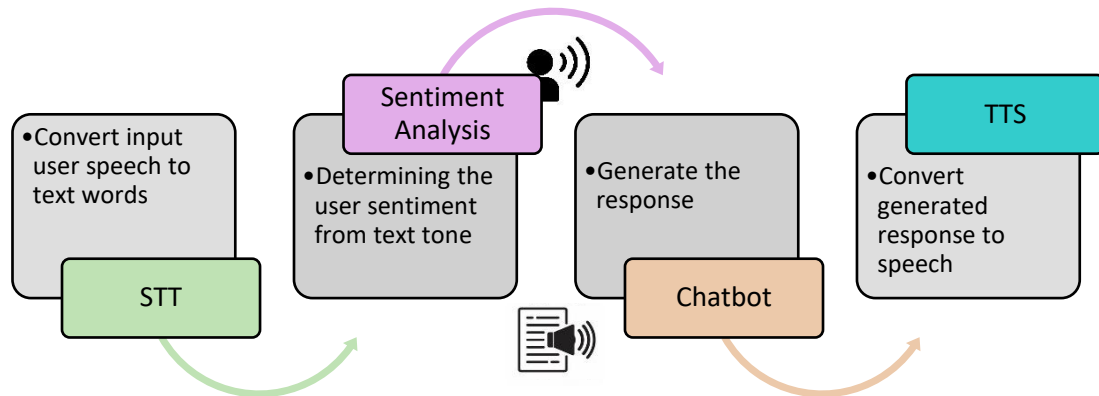 •Convert input
user speech to
text words
STT
Sentiment
Analysis
•Determining the
user sentiment
from text tone
•Generate the
response
Chatbot
TTS
•Convert
generated
response to
speech